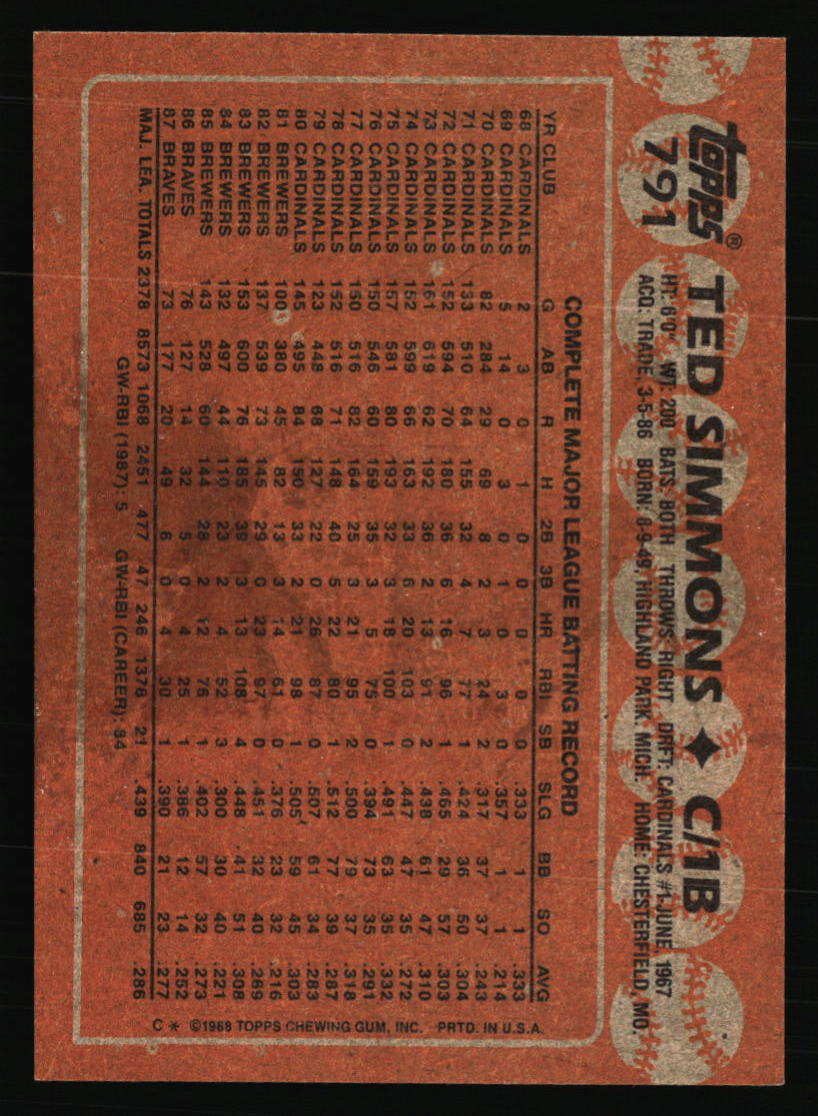 topps®
791
TED SIMMONS ♦ C/1B
HT: 6'0" WT: 200 BATS: BOTH THROWS: RIGHT DRFT: CARDINALS #1-JUNE, 1967
ACQ: TRADE, 3-5-86 BORN: 8-9-49, HIGHLAND PARK, MICH. HOME: CHESTERFIELD, MO.
COMPLETE MAJOR LEAGUE BATTING RECORD
YR CLUB G AB R H 2B 3B HR RBI SB SLG BB SO AVG
68 CARDINALS 2 3 0 1 0 0 0 0 0 .333 1 1 .333
69 CARDINALS 5 14 0 3 0 1 0 3 0 .357 1 1 .214
70 CARDINALS 82 284 29 69 8 2 3 24 2 .317 37 37 .243
71 CARDINALS 133 510 64 155 32 4 7 77 1 .424 36 50 .304
72 CARDINALS 152 594 70 180 36 6 16 96 1 .465 29 57 .303
73 CARDINALS 161 619 62 192 36 2 13 91 2 .438 61 47 .310
74 CARDINALS 152 599 66 163 33 6 20 103 0 .447 47 35 .272
75 CARDINALS 157 581 80 193 32 3 18 100 1 .491 63 35 .332
76 CARDINALS 150 546 60 159 35 3 5 75 0 .394 73 35 .291
77 CARDINALS 150 516 82 164 25 3 21 95 2 .500 79 37 .318
78 CARDINALS 152 516 71 148 40 5 22 80 1 .512 77 39 .287
79 CARDINALS 123 448 68 127 22 0 26 87 0 .507 61 34 .283
80 CARDINALS 145 495 84 150 33 2 21 98 1 .505 59 45 .303
81 BREWERS 100 380 45 82 13 3 14 61 0 .376 23 32 .216
82 BREWERS 137 539 73 145 29 0 23 97 0 .451 32 40 .269
83 BREWERS 153 600 76 185 39 3 13 108 4 .448 41 51 .308
84 BREWERS 132 497 44 110 23 2 4 52 3 .300 30 40 .221
85 BREWERS 143 528 60 144 28 2 12 76 1 .402 57 32 .273
86 BRAVES 76 127 14 32 5 0 4 25 1 .386 12 14 .252
87 BRAVES 73 177 20 49 6 0 4 30 1 .390 21 23 .277
MAJ. LEA. TOTALS 2378 8573 1068 2451 477 47 246 1378 21 .439 840 685 .286
GW-RBI (1987): 5 GW-RBI (CAREER): 34
C * ©1988 TOPPS CHEWING GUM, INC. PRTD. IN U.S.A.